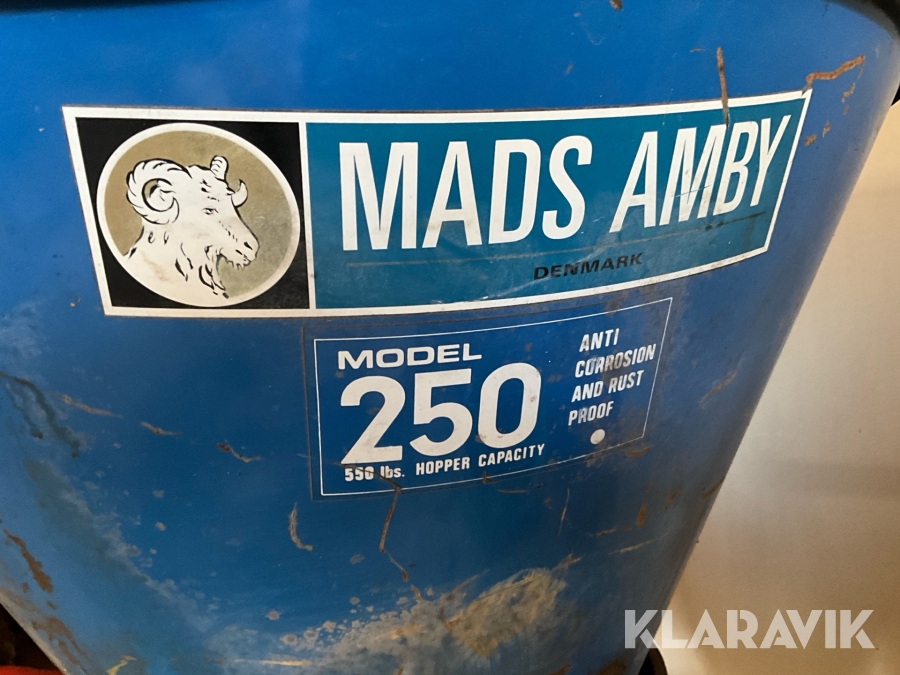 MADS AMBY
DENMARK
MODEL
250
550 lbs. HOPPER CAPACITY
ANTI
CORROSION
AND RUST
PROOF
KLARAVIK